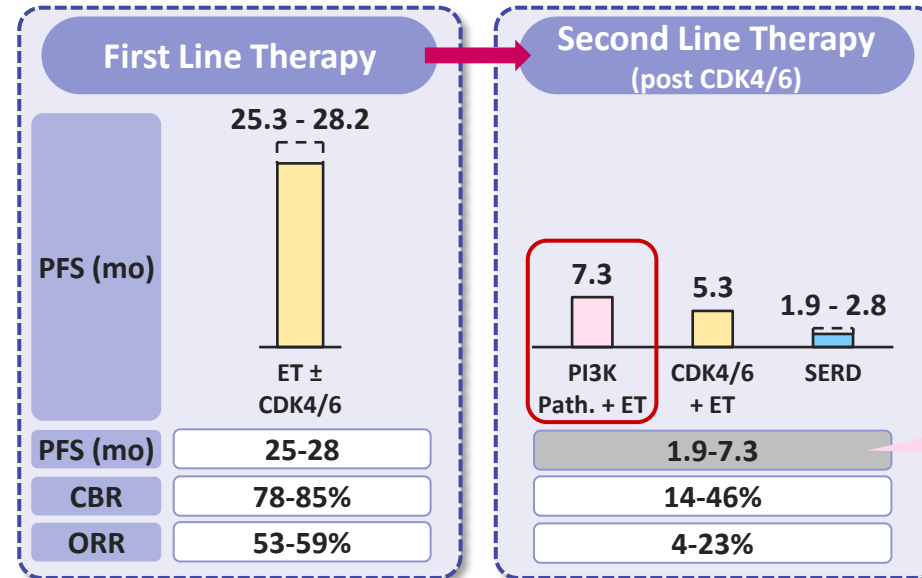 First Line Therapy
25.3 - 28.2
PFS (mo)
ET ±
CDK4/6
PFS (mo)
25-28
CBR
78-85%
ORR
53-59%
Second Line Therapy
(post CDK4/6)
7.3
5.3
1.9 - 2.8
PI3K
Path. + ET
CDK4/6
+ ET
SERD
1.9-7.3
14-46%
4-23%